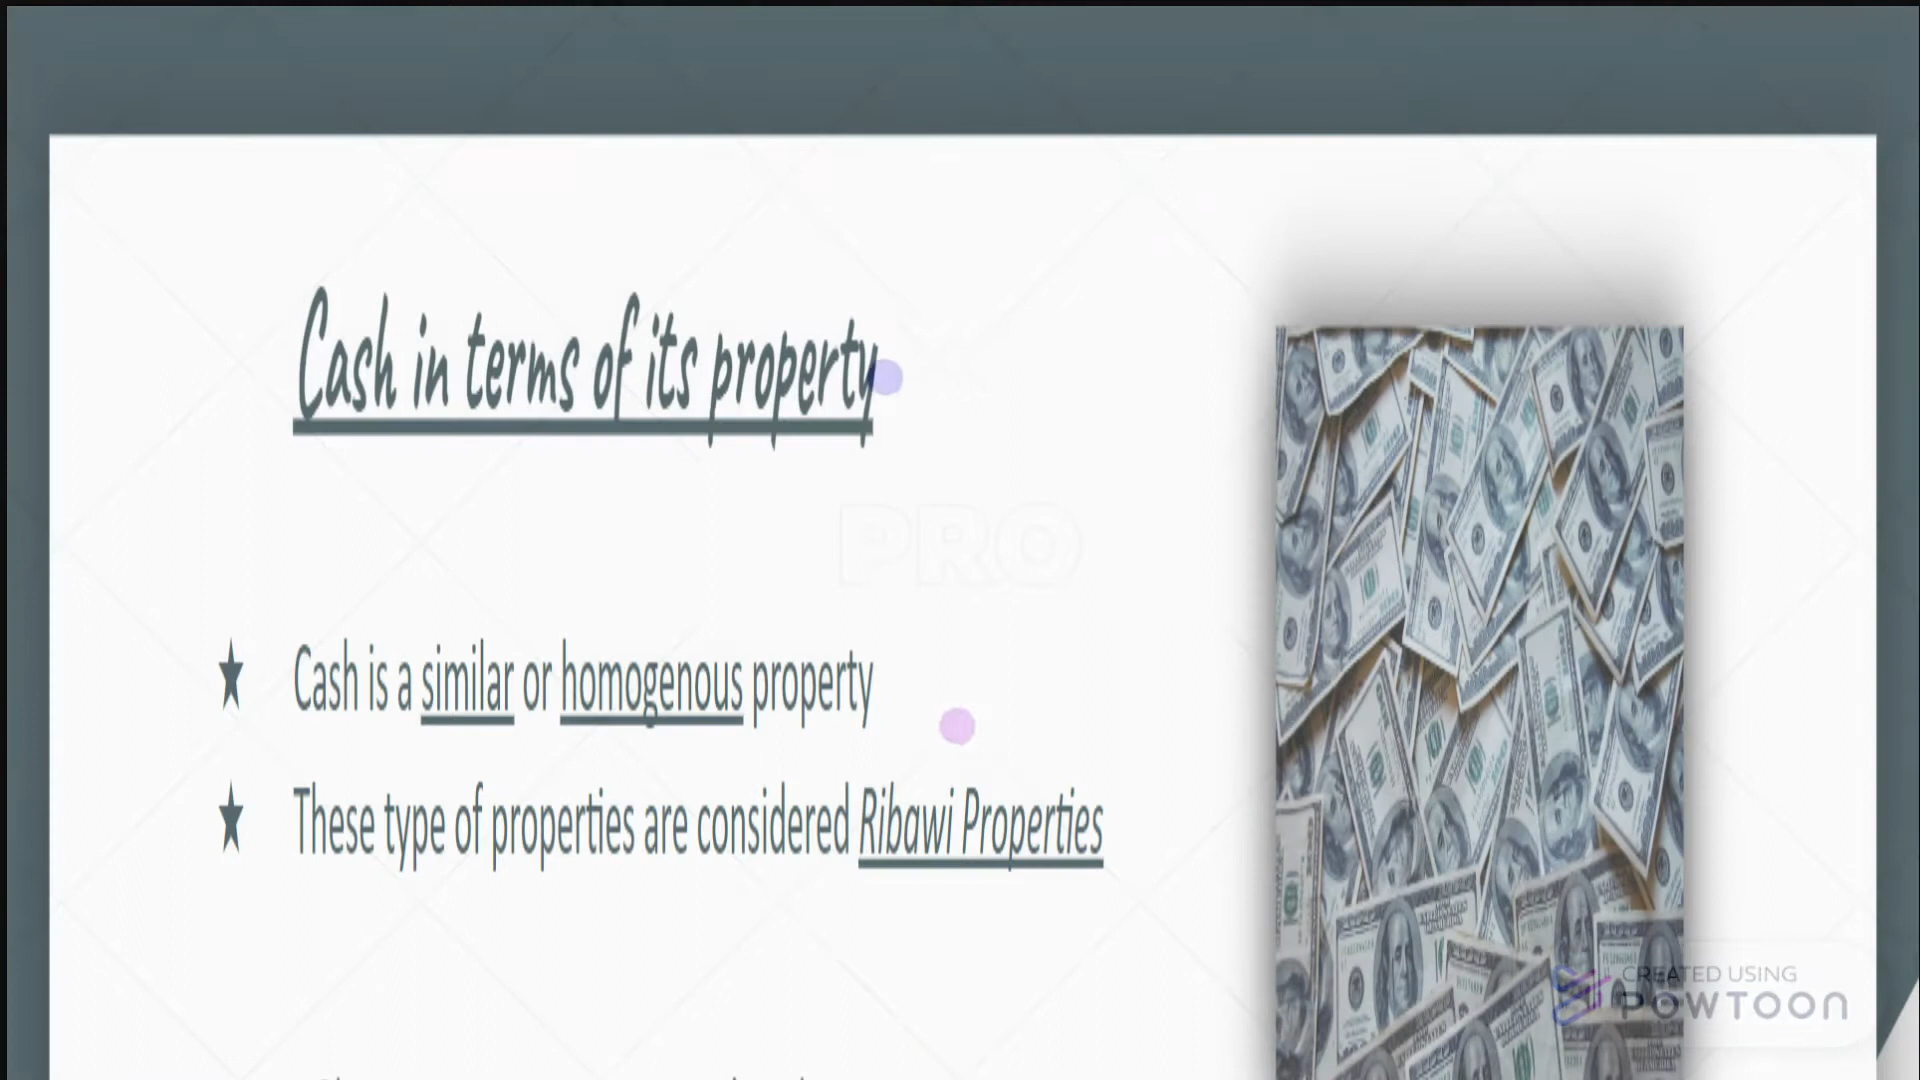 Cash in terms of its property
PRO
★ Cash is a similar or homogenous property
★ These type of properties are considered Ribawi Properties
CREATED USING
POWTOON